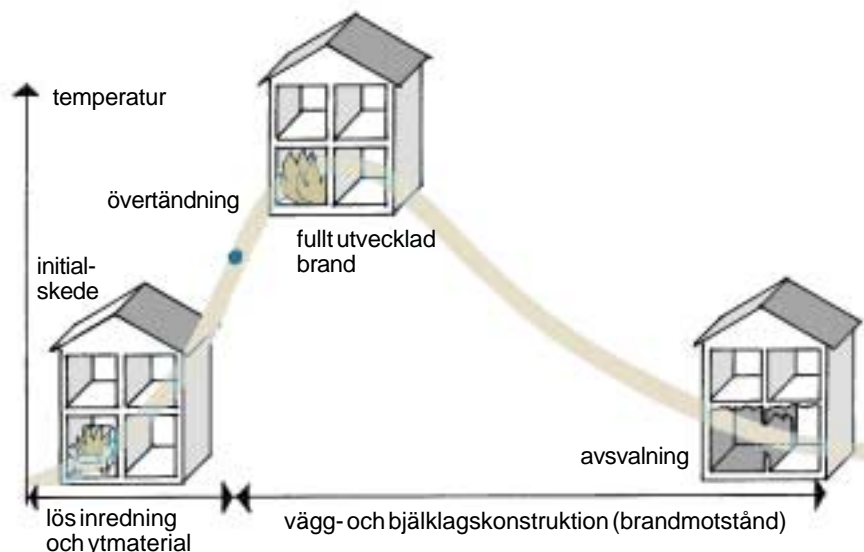 temperatur
övertändning
fullt utvecklad
brand
initial-
skede
avsvalning
lös inredning
och ytmaterial
vägg- och bjälklagskonstruktion (brandmotstånd)